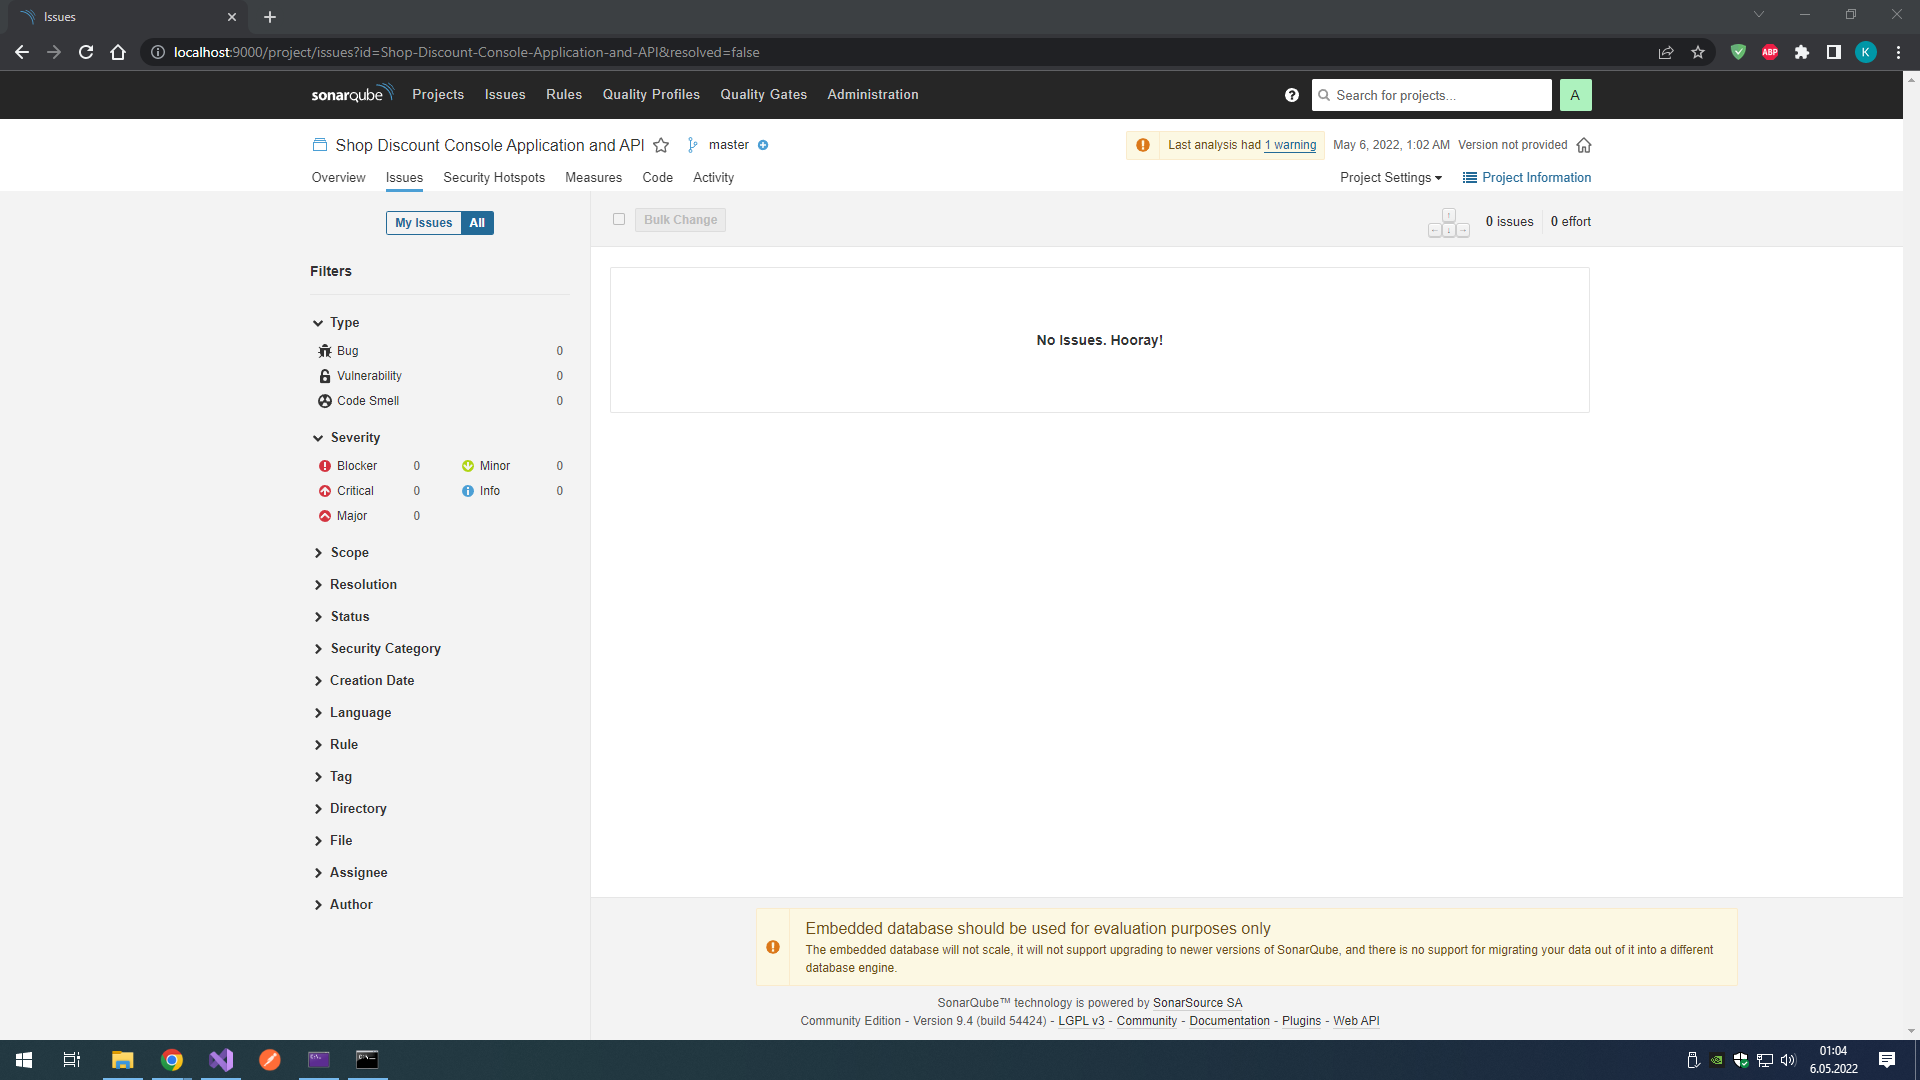 Issues
localhost:9000/project/issues?id=Shop-Discount-Console-Application-and-API&resolved=false
ABP
K
sonarqube Projects Issues Rules Quality Profiles Quality Gates Administration
Search for projects...
A
Shop Discount Console Application and API master
Last analysis had 1 warning May 6, 2022, 1:02 AM Version not provided
Overview Issues Security Hotspots Measures Code Activity
Project Settings Project Information
My Issues All
Bulk Change
0 issues 0 effort
Filters
No Issues. Hooray!
Type
Bug 0
Vulnerability 0
Code Smell 0
Severity
Blocker 0 Minor 0
Critical 0 Info 0
Major 0
Scope
Resolution
Status
Security Category
Creation Date
Language
Rule
Tag
Directory
File
Assignee
Author
Embedded database should be used for evaluation purposes only
The embedded database will not scale, it will not support upgrading to newer versions of SonarQube, and there is no support for migrating your data out of it into a different
database engine.
SonarQube™ technology is powered by SonarSource SA
Community Edition - Version 9.4 (build 54424) - LGPL v3 - Community - Documentation - Plugins - Web API
01:04
6.05.2022